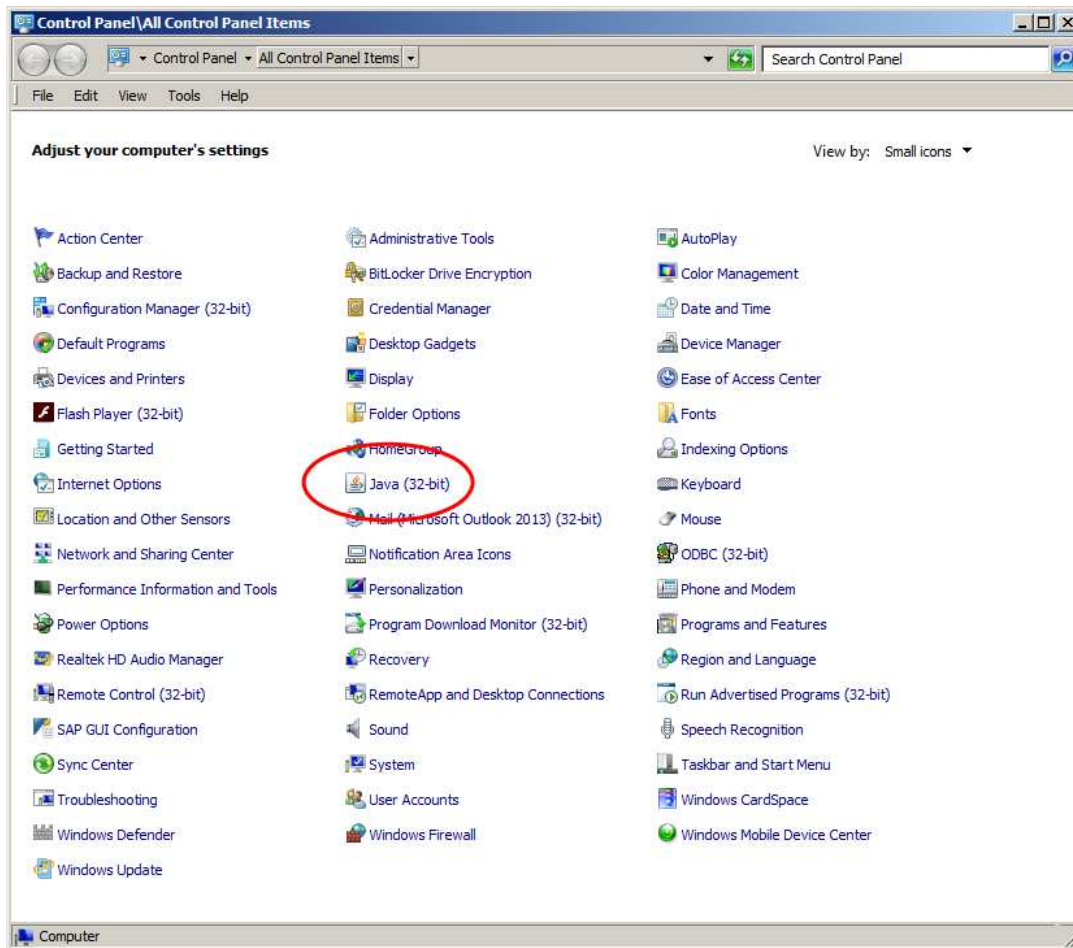 Control Panel\All Control Panel Items
Control Panel All Control Panel Items Search Control Panel
File Edit View Tools Help
Adjust your computer's settings View by: Small icons
Action Center Administrative Tools AutoPlay
Backup and Restore BitLocker Drive Encryption Color Management
Configuration Manager (32-bit) Credential Manager Date and Time
Default Programs Desktop Gadgets Device Manager
Devices and Printers Display Ease of Access Center
Flash Player (32-bit) Folder Options Fonts
Getting Started HomeGroup Indexing Options
Internet Options Java (32-bit) Keyboard
Location and Other Sensors Mail (Microsoft Outlook 2013) (32-bit) Mouse
Network and Sharing Center Notification Area Icons ODBC (32-bit)
Performance Information and Tools Personalization Phone and Modem
Power Options Program Download Monitor (32-bit) Programs and Features
Realtek HD Audio Manager Recovery Region and Language
Remote Control (32-bit) RemoteApp and Desktop Connections Run Advertised Programs (32-bit)
SAP GUI Configuration Sound Speech Recognition
Sync Center System Taskbar and Start Menu
Troubleshooting User Accounts Windows CardSpace
Windows Defender Windows Firewall Windows Mobile Device Center
Windows Update
Computer